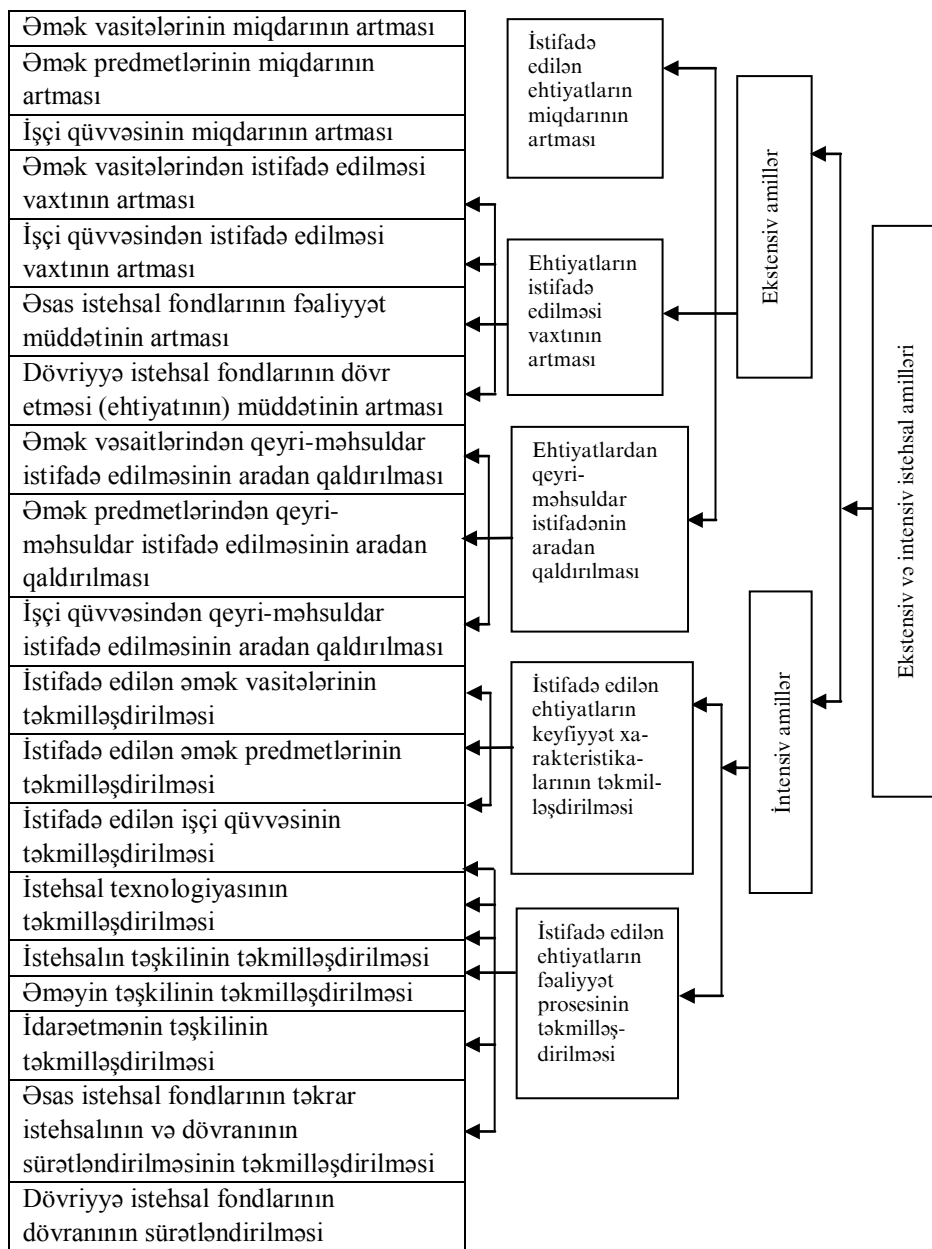 Əmək vasitələrinin miqdarının artması
Əmək predmetlərinin miqdarının
artması
İşçi qüvvəsinin miqdarının artması
Əmək vasitələrindən istifadə edilməsi
vaxtının artması
İşçi qüvvəsindən istifadə edilməsi
vaxtının artması
Əsas istehsal fondlarının fəaliyyət
müddətinin artması
Dövriyyə istehsal fondlarının dövr
etməsi (ehtiyatının) müddətinin artması
Əmək vəsaitlərindən qeyri-məhsuldar
istifadə edilməsinin aradan qaldırılması
Əmək predmetlərindən qeyri-
məhsuldar istifadə edilməsinin aradan
qaldırılması
İşçi qüvvəsindən qeyri-məhsuldar
istifadə edilməsinin aradan qaldırılması
İstifadə edilən əmək vasitələrinin
təkmilləşdirilməsi
İstifadə edilən əmək predmetlərinin
təkmilləşdirilməsi
İstifadə edilən işçi qüvvəsinin
təkmilləşdirilməsi
İstehsal texnologiyasının
təkmilləşdirilməsi
İstehsalın təşkilinin təkmilləşdirilməsi
Əməyin təşkilinin təkmilləşdirilməsi
İdarəetmənin təşkilinin
təkmilləşdirilməsi
Əsas istehsal fondlarının təkrar
istehsalının və dövranının
sürətləndirilməsinin təkmilləşdirilməsi
Dövriyyə istehsal fondlarının
dövranının sürətləndirilməsi
İstifadə
edilən
ehtiyatların
miqdarının
artması
Ehtiyatların
istifadə
edilməsi
vaxtının
artması
Ehtiyatlardan
qeyri-
məhsuldar
istifadənin
aradan
qaldırılması
İstifadə edilən
ehtiyatların
keyfiyyət xa-
rakteristika-
larının təkmil-
ləşdirilməsi
İstifadə edilən
ehtiyatların
fəaliyyət
prosesinin
təkmilləş-
dirilməsi
Ekstensiv amillər
İntensiv amillər
Ekstensiv və intensiv istehsal amilləri